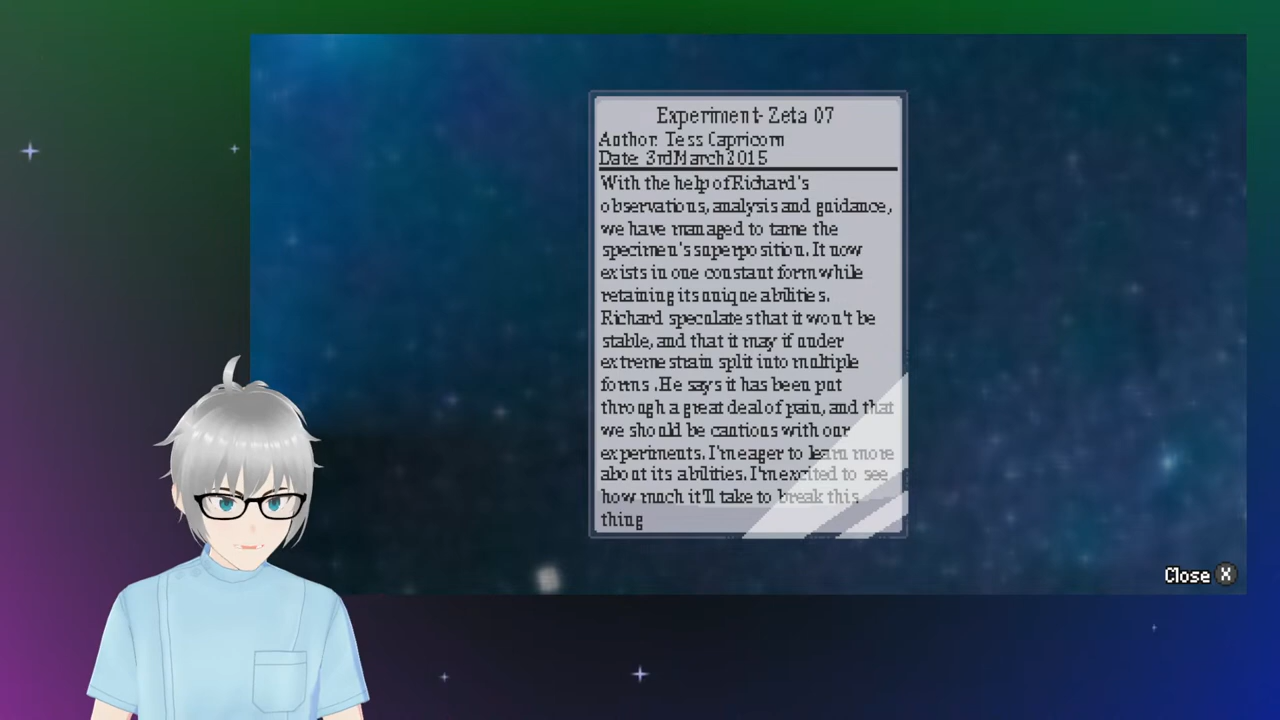 Experiment- Zeta 07
Author: Tess Capricorn
Date: 3rd March 2015
With the help of Richard's
observations, analysis and guidance,
we have managed to tame the
specimen's superposition. It now
exists in one constant form while
retaining its unique abilities.
Richard speculates that it won't be
stable, and that it may if under
extreme strain split into multiple
forms .He says it has been put
through a great deal of pain, and that
we should be cautious with our
experiments. I'm eager to learn more
about its abilities. I'm excited to see
how much it'll take to break this
thing
Close X